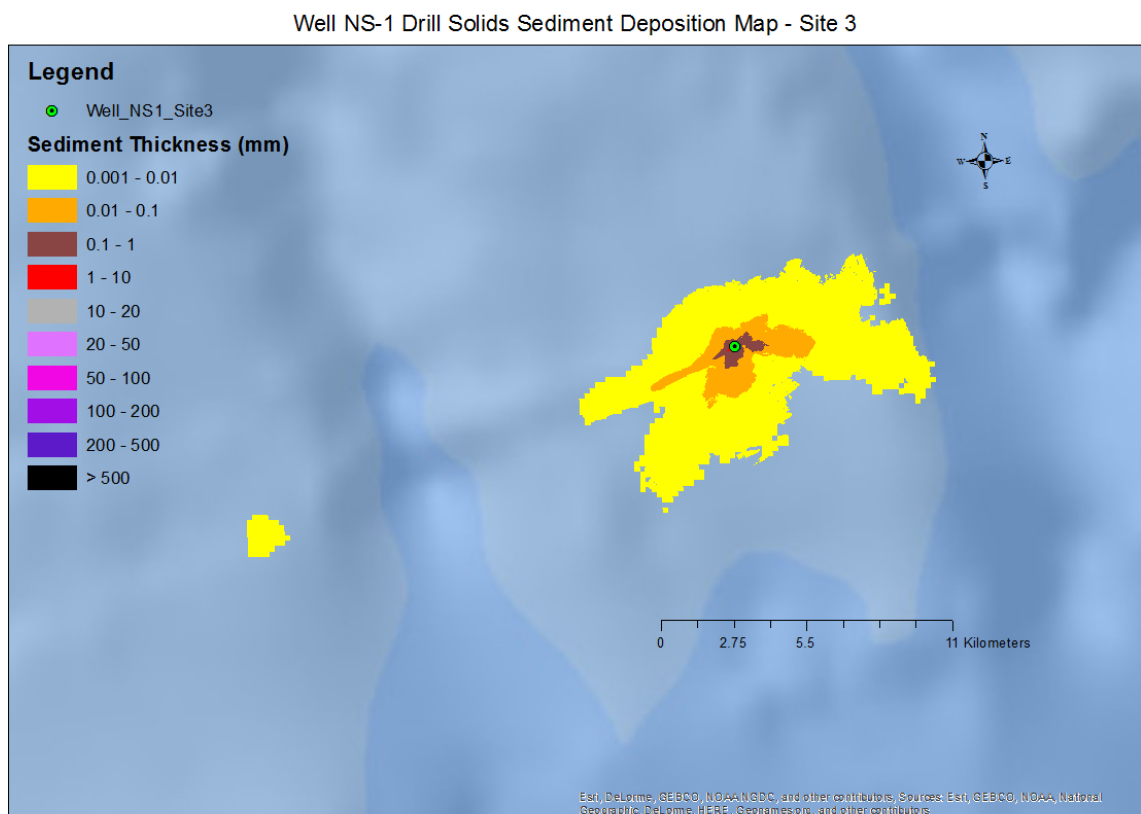 Well NS-1 Drill Solids Sediment Deposition Map - Site 3
Legend
Well_NS1_Site3
Sediment Thickness (mm)
0.001 - 0.01
0.01 - 0.1
0.1 - 1
1 - 10
10 - 20
20 - 50
50 - 100
100 - 200
200 - 500
> 500
N
W E
S
0 2.75 5.5 11 Kilometers
Esri, DeLorme, GEBCO, NOAA NGDC, and other contributors, Sources: Esri, GEBCO, NOAA, National
Geographic, DeLorme, HERE, Geonames.org, and other contributors